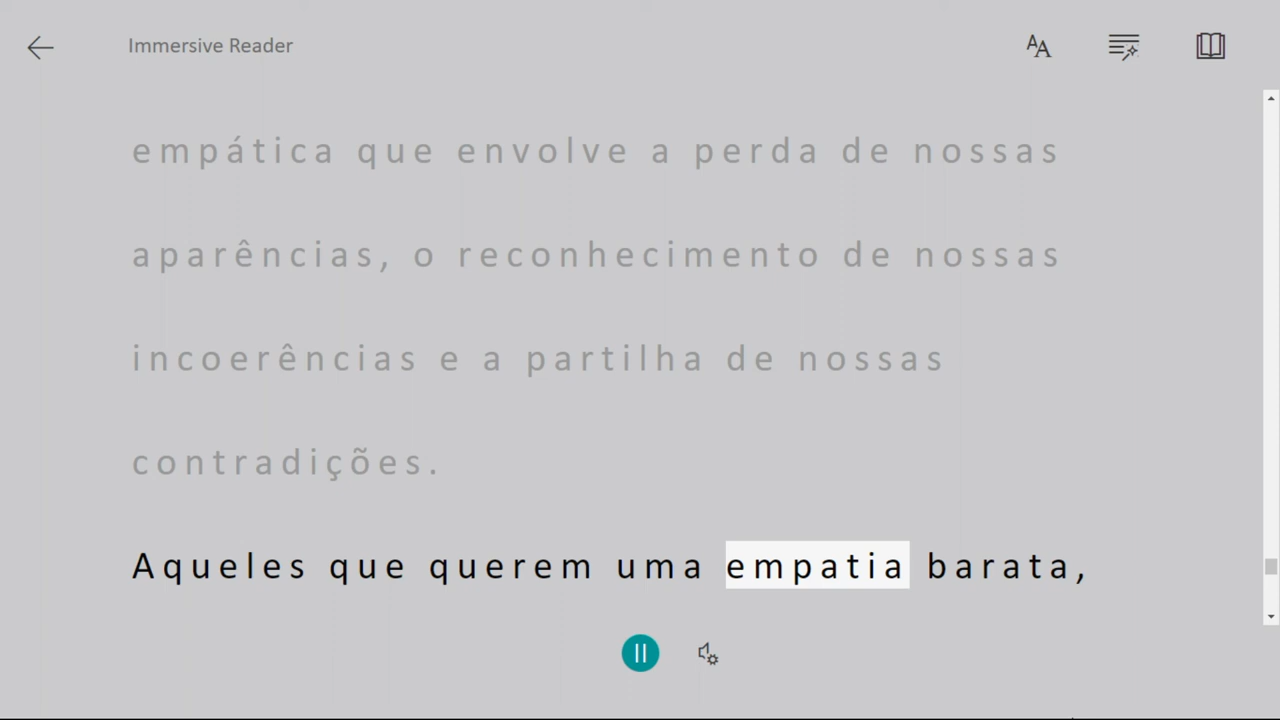 Immersive Reader
empática que envolve a perda de nossas
aparências, o reconhecimento de nossas
incoerências e a partilha de nossas
contradições.
Aqueles que querem uma empatia barata,